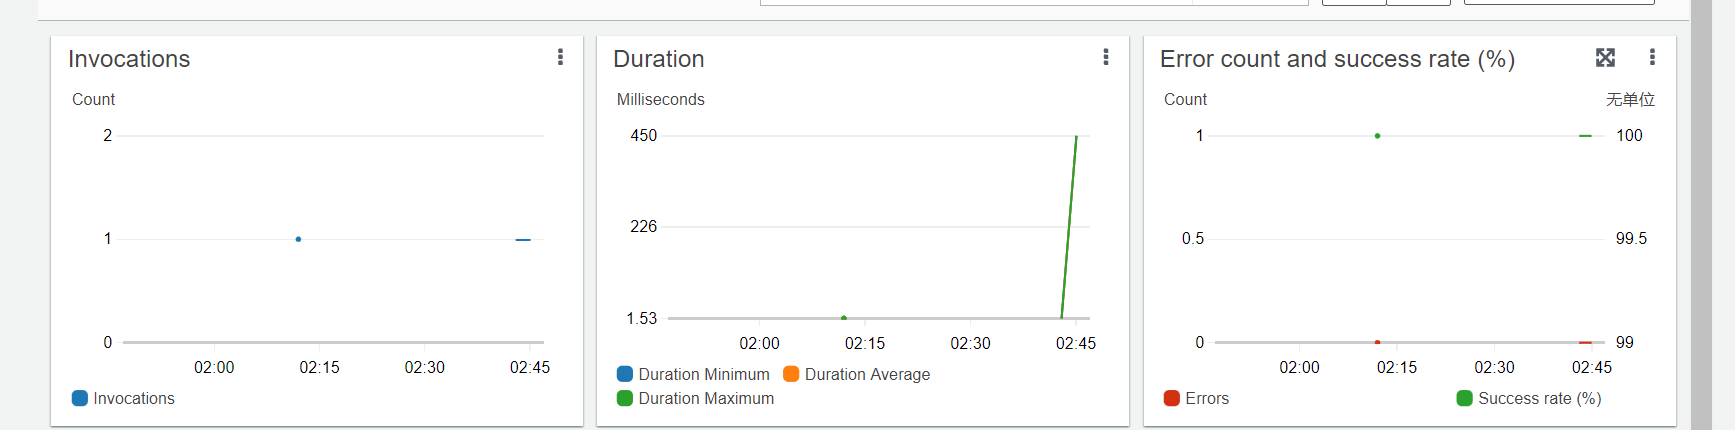 Invocations
Count
2
1
0
02:00 02:15 02:30 02:45
Invocations
Duration
Milliseconds
450
226
1.53
02:00 02:15 02:30 02:45
Duration Minimum Duration Average
Duration Maximum
Error count and success rate (%)
Count 无单位
1 100
0.5 99.5
0 99
02:00 02:15 02:30 02:45
Errors Success rate (%)